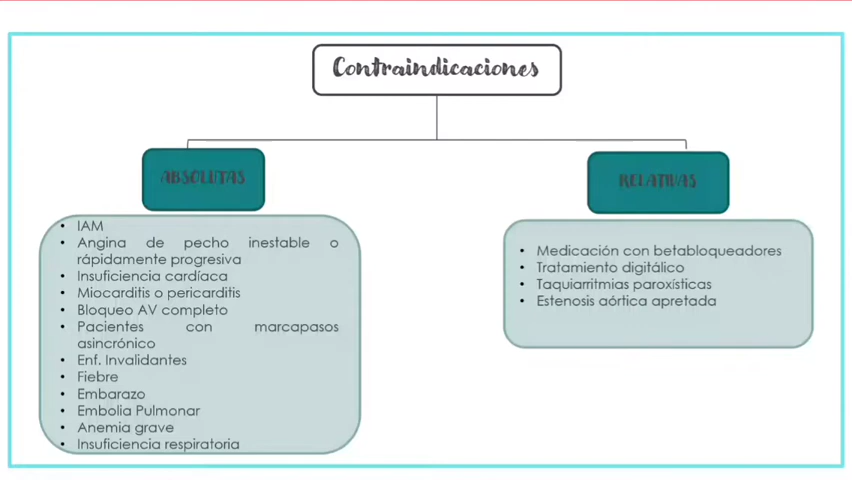 Contraindicaciones
ABSOLUTAS
• IAM
• Angina de pecho inestable o
rápidamente progresiva
• Insuficiencia cardíaca
• Miocarditis o pericarditis
• Bloqueo AV completo
• Pacientes con marcapasos
asincrónico
• Enf. Invalidantes
• Fiebre
• Embarazo
• Embolia Pulmonar
• Anemia grave
• Insuficiencia respiratoria
RELATIVAS
• Medicación con betabloqueadores
• Tratamiento digitálico
• Taquiarritmias paroxísticas
• Estenosis aórtica apretada